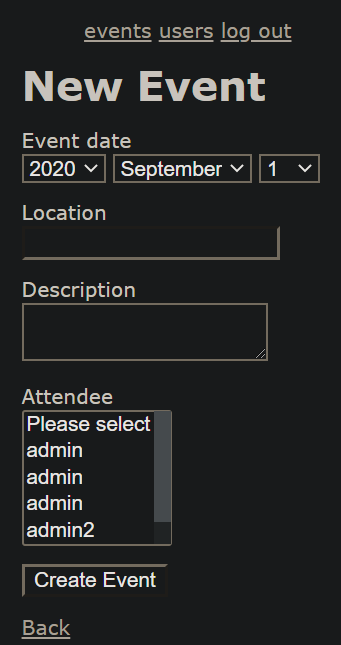 events users log out
New Event
Event date
2020 September 1
Location
Description
Attendee
Please select
admin
admin
admin
admin2
Create Event
Back